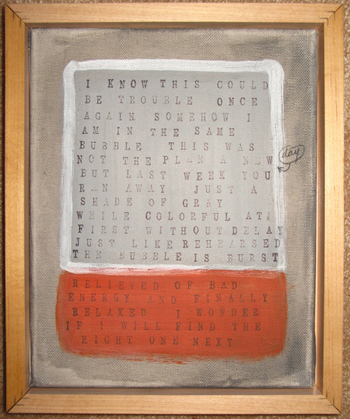 I KNOW THIS COULD
BE TROUBLE ONCE
AGAIN SOMEHOW I
AM IN THE SAME
BUBBLE THIS WAS
NOT THE PLAN A NEW
day
BUT LAST WEEK YOU
RAN AWAY JUST A
SHADE OF GRAY
WHILE COLORFUL AT
FIRST WITHOUT DELAY
JUST LIKE REHEARSED
THE BUBBLE IS BURST
RELIEVED OF BAD
ENERGY AND FINALLY
RELAXED I WONDER
IF I WILL FIND THE
RIGHT ONE NEXT